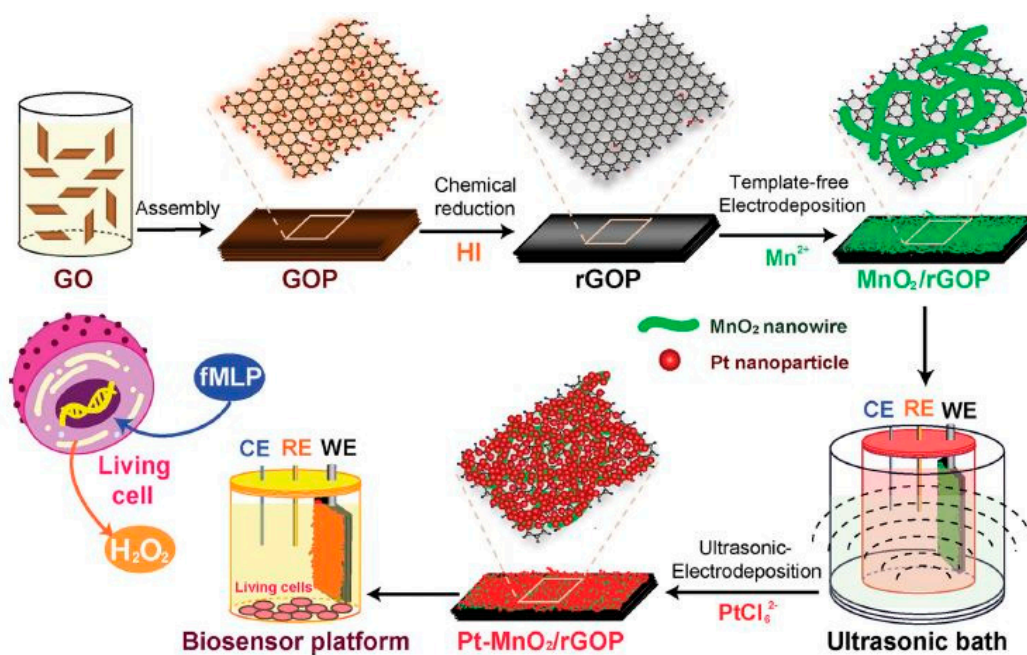 Assembly
GO
GOP
Chemical
reduction
HI
rGOP
Template-free
Electrodeposition
Mn²⁺
MnO₂/rGOP
MnO₂ nanowire
Pt nanoparticle
fMLP
Living
cell
H₂O₂
CE RE WE
Living cells
Biosensor platform
Pt-MnO₂/rGOP
Ultrasonic-
Electrodeposition
PtCl₆²⁻
CE RE WE
Ultrasonic bath